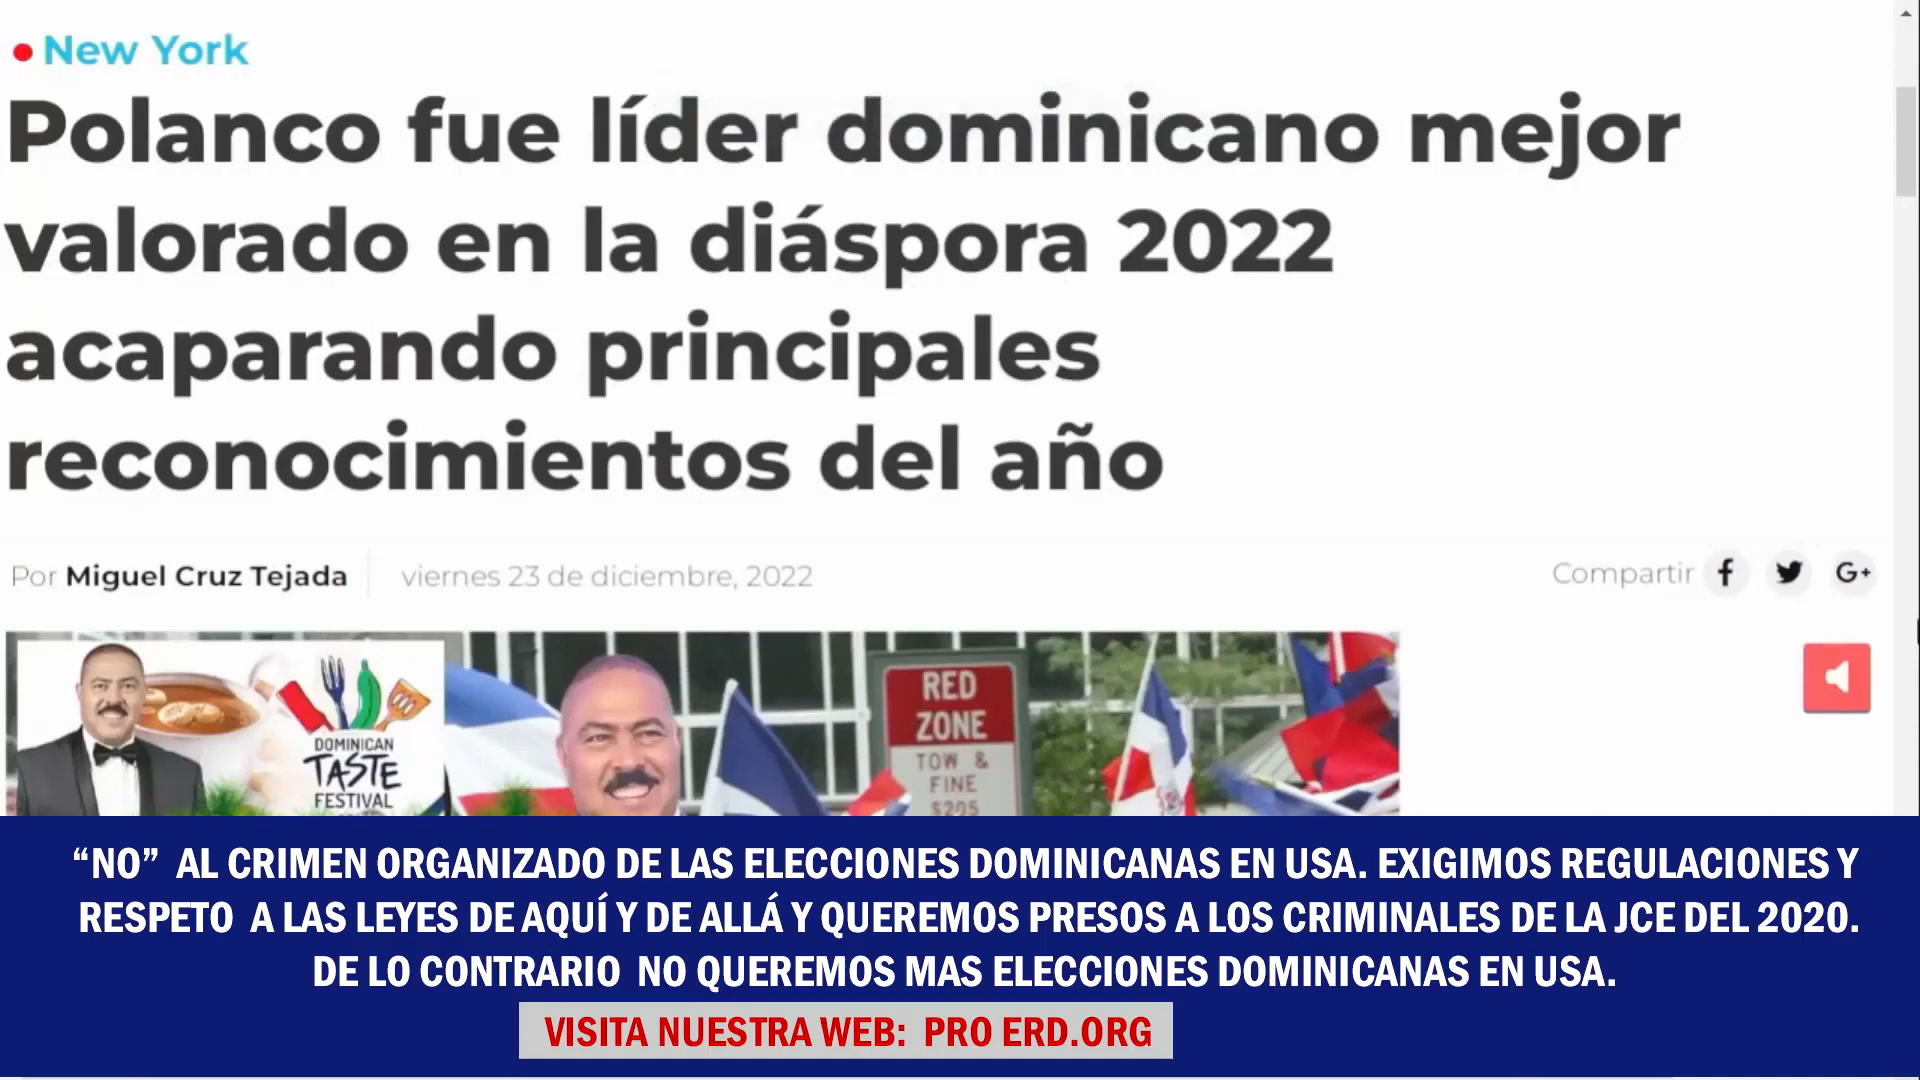 New York
Polanco fue líder dominicano mejor
valorado en la diáspora 2022
acaparando principales
reconocimientos del año
Por Miguel Cruz Tejada
viernes 23 de diciembre, 2022
Compartir
f
G+
DOMINICAN
TASTE
FESTIVAL
RED
ZONE
TOW &
FINE
$205
“NO” AL CRIMEN ORGANIZADO DE LAS ELECCIONES DOMINICANAS EN USA. EXIGIMOS REGULACIONES Y
RESPETO A LAS LEYES DE AQUÍ Y DE ALLÁ Y QUEREMOS PRESOS A LOS CRIMINALES DE LA JCE DEL 2020.
DE LO CONTRARIO NO QUEREMOS MAS ELECCIONES DOMINICANAS EN USA.
VISITA NUESTRA WEB: PRO ERD.ORG